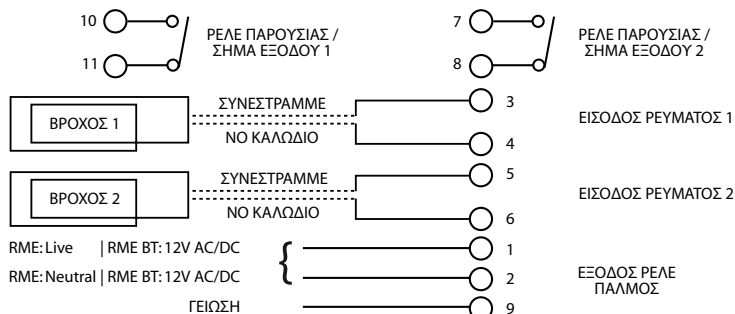 10
ΡΕΛΕ ΠΑΡΟΥΣΙΑΣ /
ΣΗΜΑ ΕΞΟΔΟΥ 1
11
7
ΡΕΛΕ ΠΑΡΟΥΣΙΑΣ /
ΣΗΜΑ ΕΞΟΔΟΥ 2
8
ΒΡΟΧΟΣ 1
ΣΥΝΕΣΤΡΑΜΜΕ
ΝΟ ΚΑΛΩΔΙΟ
3
4
ΕΙΣΟΔΟΣ ΡΕΥΜΑΤΟΣ 1
ΒΡΟΧΟΣ 2
ΣΥΝΕΣΤΡΑΜΜΕ
ΝΟ ΚΑΛΩΔΙΟ
5
6
ΕΙΣΟΔΟΣ ΡΕΥΜΑΤΟΣ 2
RME: Live | RME BT: 12V AC/DC
1
RME: Neutral | RME BT: 12V AC/DC
2
ΓΕΙΩΣΗ
9
ΕΞΟΔΟΣ ΡΕΛΕ
ΠΑΛΜΟΣ